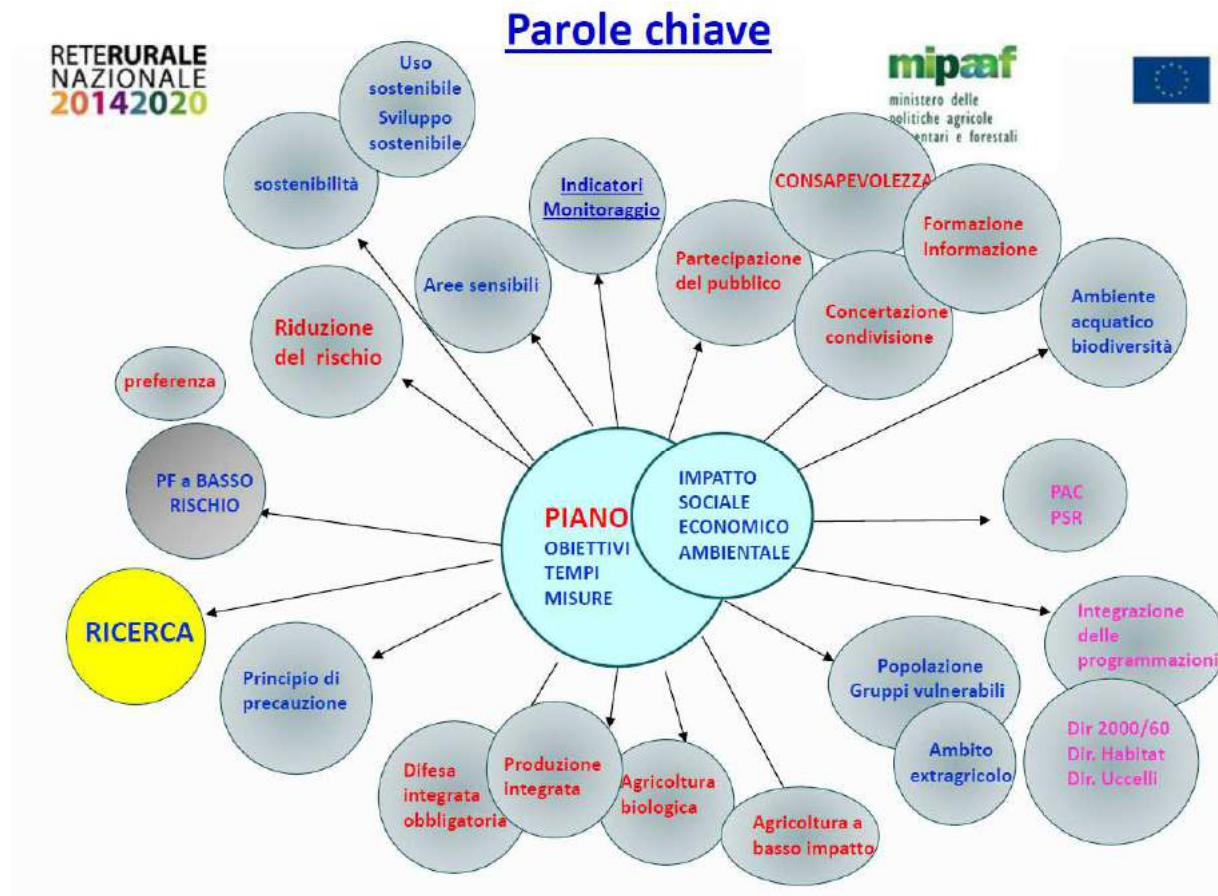 Parole chiave
RETERURALE
NAZIONALE
20142020
mipaaf
ministero delle
politiche agricole
entari e forestali
Uso
sostenibile
Sviluppo
sostenibile
sostenibilità
Indicatori
Monitoraggio
CONSAPEVOLEZZA
Formazione
Informazione
Partecipazione
del pubblico
Aree sensibili
Concertazione
condivisione
Ambiente
acquatico
biodiversità
Riduzione
del rischio
preferenza
PF a BASSO
RISCHIO
PIANO
OBIETTIVI
TEMPI
MISURE
IMPATTO
SOCIALE
ECONOMICO
AMBIENTALE
PAC
PSR
RICERCA
Principio di
precauzione
Integrazione
delle
programmazioni
Popolazione
Gruppi vulnerabili
Ambito
extragricolo
Dir 2000/60
Dir. Habitat
Dir. Uccelli
Difesa
integrata
obbligatoria
Produzione
integrata
Agricoltura
biologica
Agricoltura a
basso impatto